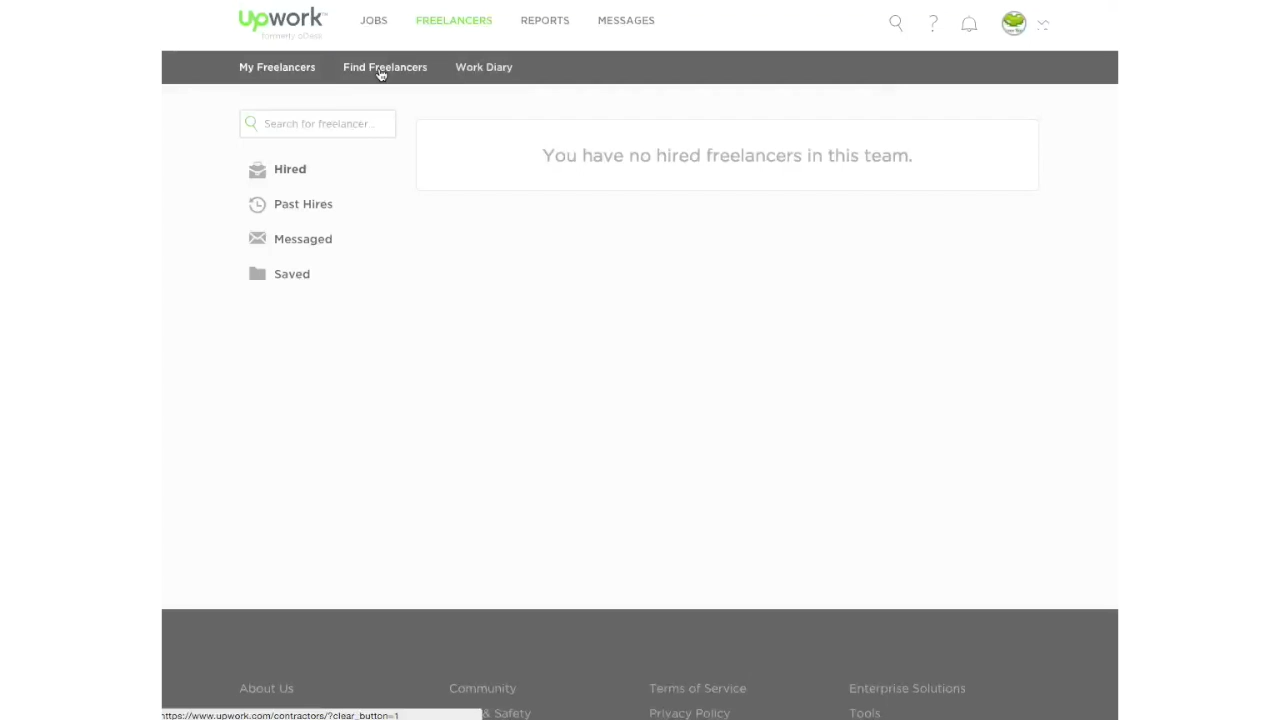 Upwork™
formerly oDesk
JOBS FREELANCERS REPORTS MESSAGES
?
My Freelancers Find Freelancers Work Diary
Search for freelancer...
Hired
Past Hires
Messaged
Saved
You have no hired freelancers in this team.
About Us Community Terms of Service Enterprise Solutions
& Safety Privacy Policy Tools
https://www.upwork.com/contractors/?clear_button=1